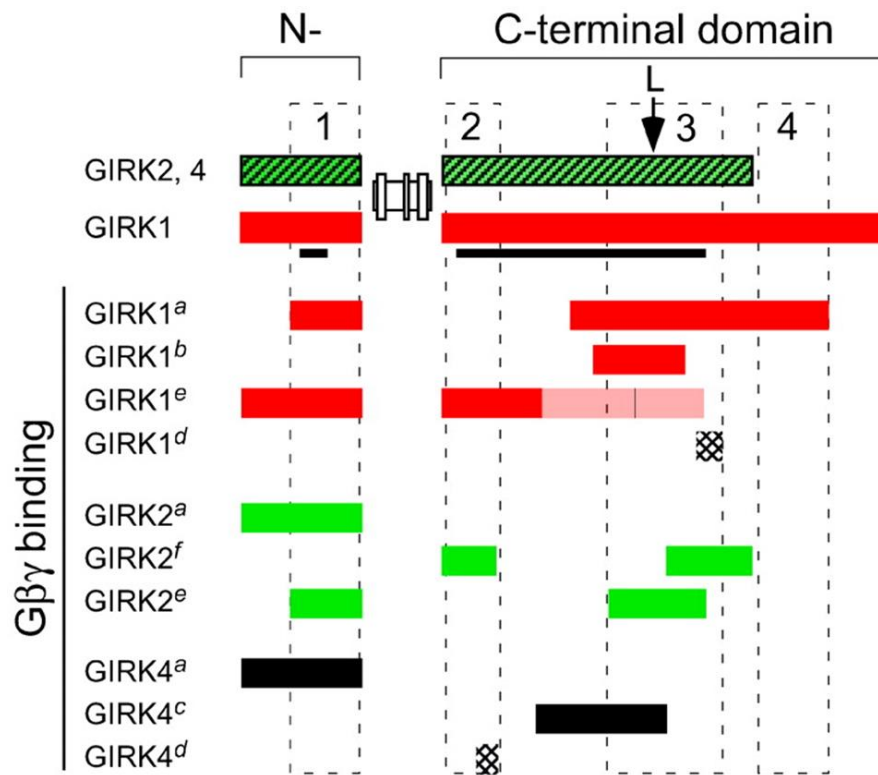 N- C-terminal domain
L
1 2 3 4
GIRK2, 4
GIRK1
GIRK1a
GIRK1b
GIRK1e
GIRK1d
GIRK2a
GIRK2f
GIRK2e
GIRK4a
GIRK4c
GIRK4d
Gβγ binding